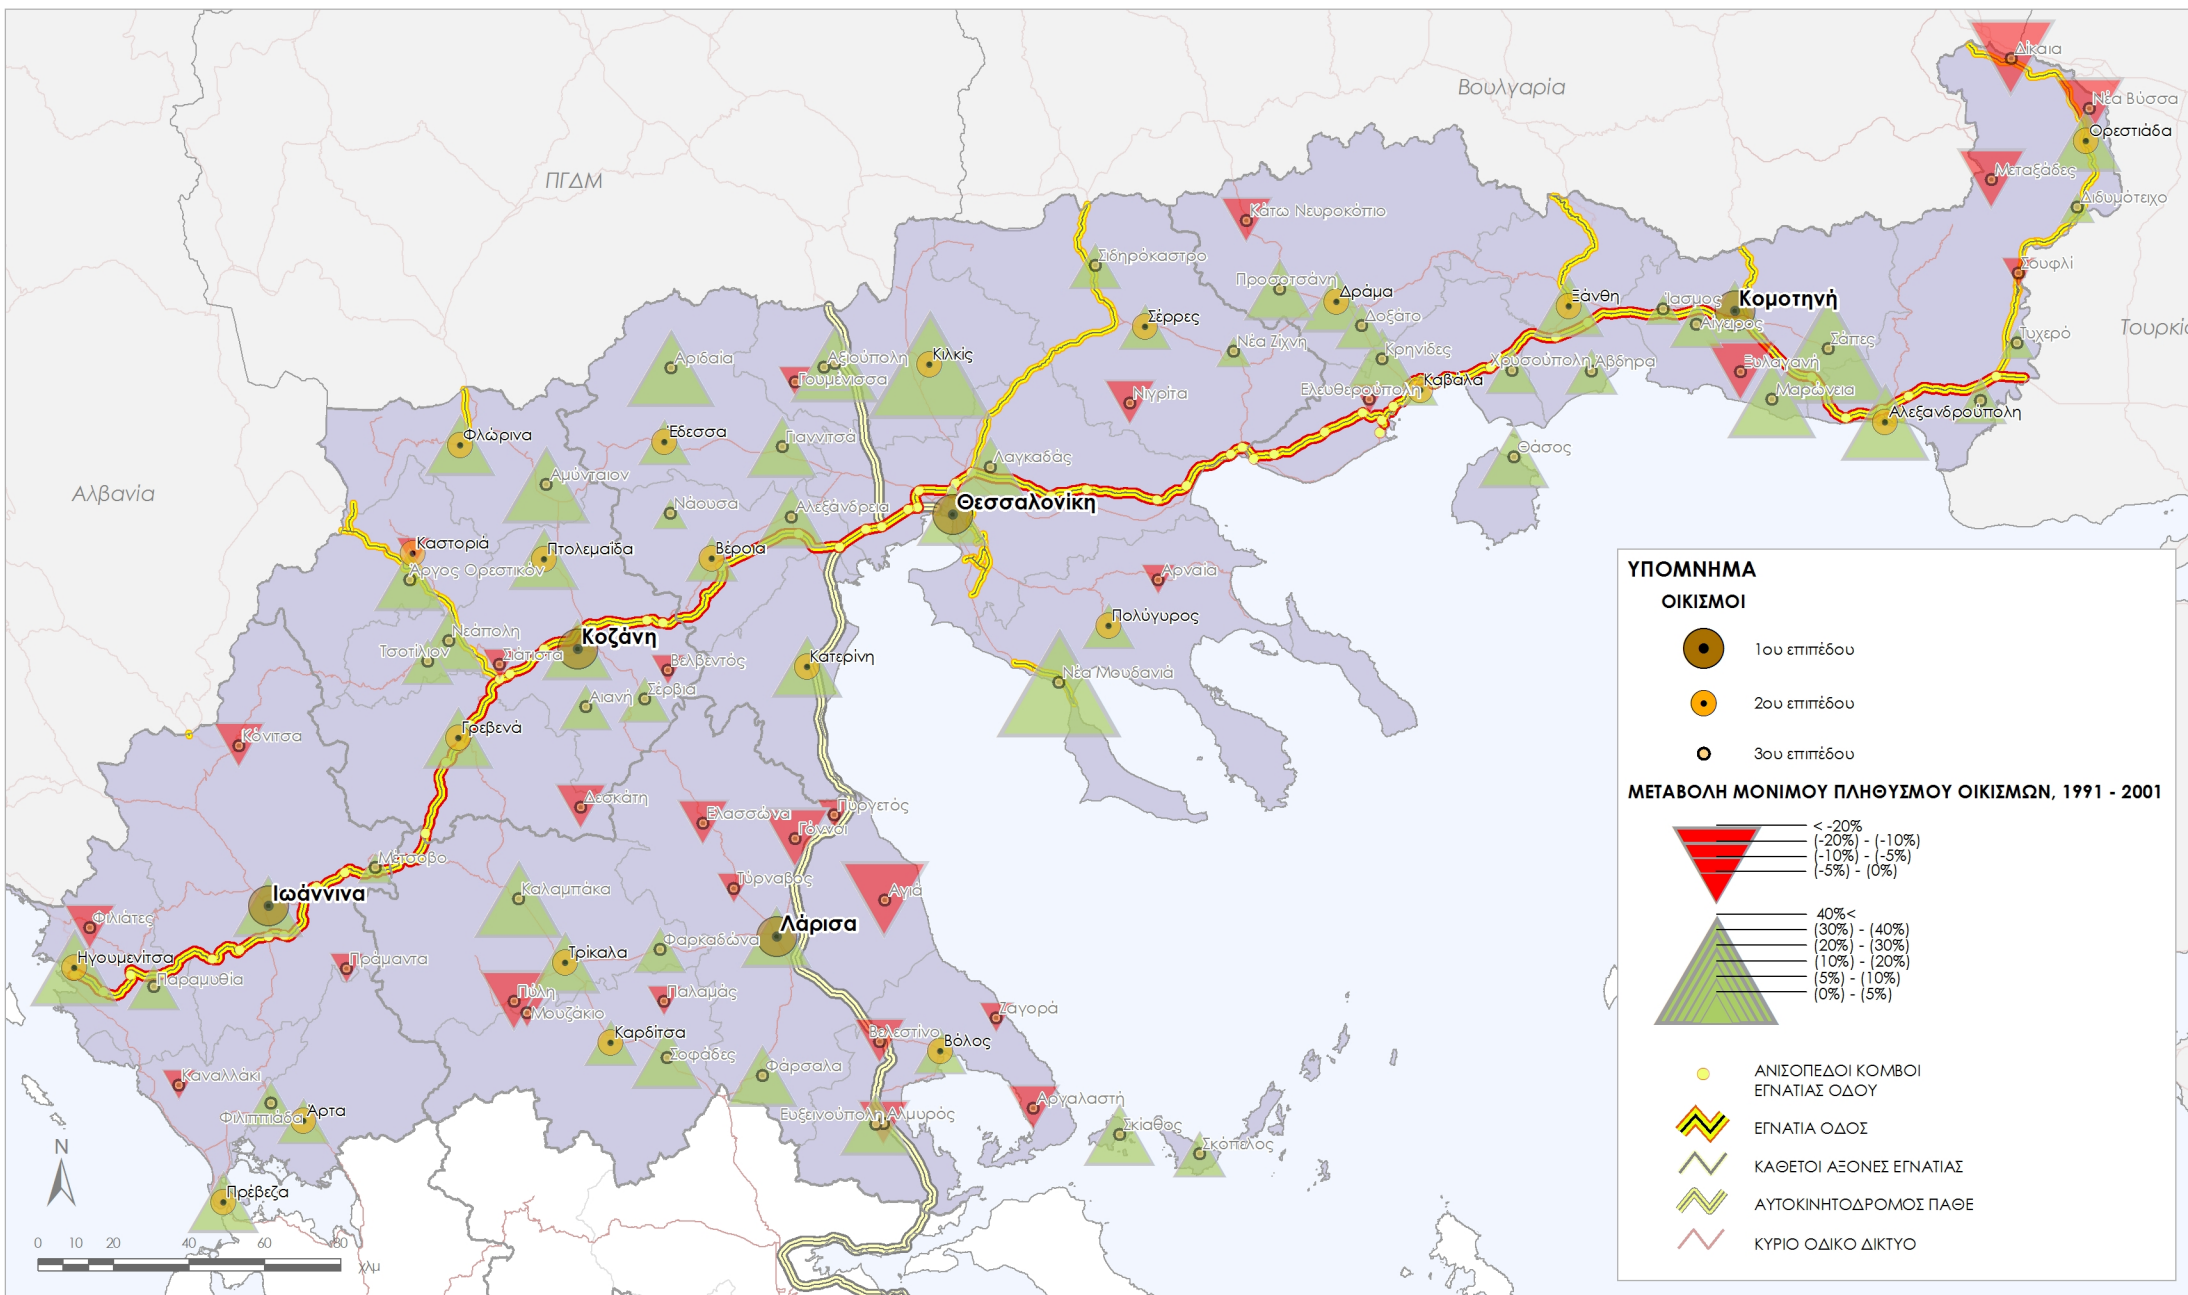 Βουλγαρία
ΠΓΔΜ
Αλβανία
Τουρκί
Δίκαια
Νέα Βύσσα
Ορεστιάδα
Μεταξάδες
Διδυμότειχο
Σουφλί
Τυχερό
Κάτω Νευροκόπιο
Σιδηρόκαστρο
Προσοτσάνη
Δράμα
Δοξάτο
Σέρρες
Νέα Ζίχνη
Κρηνίδες
Νιγρίτα
Ελευθερούπολη
Καβάλα
Χρυσούπολη
Άβδηρα
Ξάνθη
Ίασμος
Αίγειρος
Κομοτηνή
Σάπες
Ξυλαγανή
Μαρώνεια
Αλεξανδρούπολη
Θάσος
Αριδαία
Αξιούπολη
Γουμένισσα
Κιλκίς
Φλώρινα
Έδεσσα
Γιαννιτσά
Αμύνταιον
Λαγκαδάς
Νάουσα
Αλεξάνδρεια
Θεσσαλονίκη
Καστοριά
Άργος Ορεστικόν
Πτολεμαΐδα
Βέροια
Αρναία
Πολύγυρος
Νέα Μουδανιά
Νεάπολη
Τσοτίλιον
Σιάτιστα
Κοζάνη
Βελβεντός
Κατερίνη
Αιανή
Σέρβια
Γρεβενά
Κόνιτσα
Δεσκάτη
Ελασσώνα
Πυργετός
Γόννοι
Μέτσοβο
Ιωάννινα
Καλαμπάκα
Τύρναβος
Αγιά
Λάρισα
Φιλιάτες
Ηγουμενίτσα
Παραμυθία
Πράμαντα
Τρίκαλα
Φαρκαδώνα
Πύλη
Μουζάκιο
Παλαμάς
Καρδίτσα
Σοφάδες
Φάρσαλα
Βελεστίνο
Βόλος
Ζαγορά
Αργαλαστή
Ευξεινούπολη
Αλμυρός
Σκίαθος
Σκόπελος
Καναλλάκι
Φιλιππιάδα
Άρτα
Πρέβεζα
N
0 10 20 40 60 80
χλμ
ΥΠΟΜΝΗΜΑ
ΟΙΚΙΣΜΟΙ
1ου επιπέδου
2ου επιπέδου
3ου επιπέδου
ΜΕΤΑΒΟΛΗ ΜΟΝΙΜΟΥ ΠΛΗΘΥΣΜΟΥ ΟΙΚΙΣΜΩΝ, 1991 - 2001
< -20%
(-20%) - (-10%)
(-10%) - (-5%)
(-5%) - (0%)
40%<
(30%) - (40%)
(20%) - (30%)
(10%) - (20%)
(5%) - (10%)
(0%) - (5%)
ΑΝΙΣΟΠΕΔΟΙ ΚΟΜΒΟΙ
ΕΓΝΑΤΙΑΣ ΟΔΟΥ
ΕΓΝΑΤΙΑ ΟΔΟΣ
ΚΑΘΕΤΟΙ ΑΞΟΝΕΣ ΕΓΝΑΤΙΑΣ
ΑΥΤΟΚΙΝΗΤΟΔΡΟΜΟΣ ΠΑΘΕ
ΚΥΡΙΟ ΟΔΙΚΟ ΔΙΚΤΥΟ